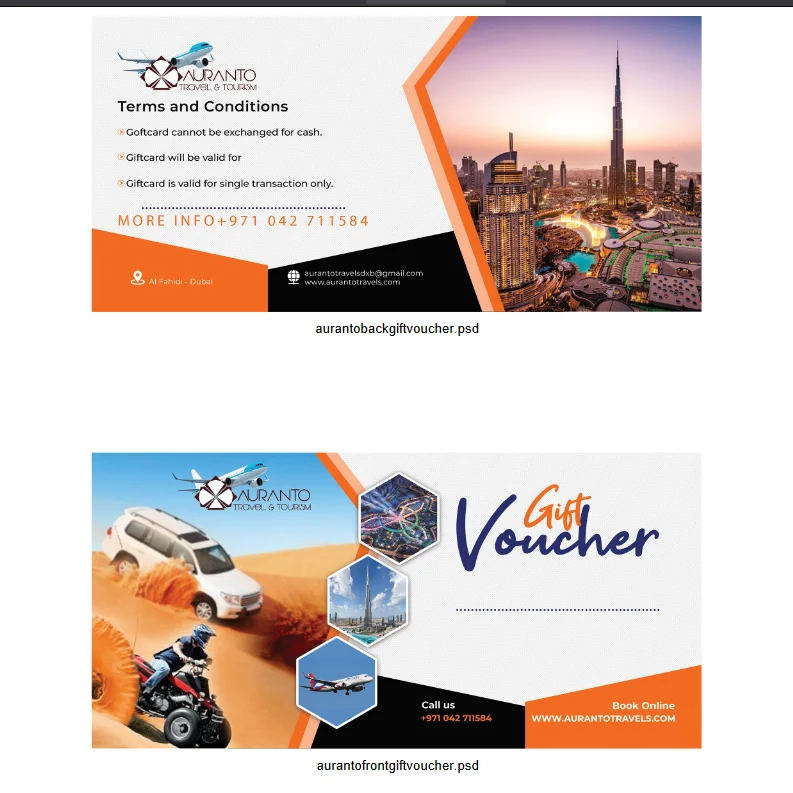 AURANTO
TRAVEL & TOURISM
Terms and Conditions
Goftcard cannot be exchanged for cash.
Giftcard will be valid for
Giftcard is valid for single transaction only.
MORE INFO+971 042 711584
Al Fahidi - Dubai
aurantotravelsdxb@gmail.com
www.aurantotravels.com
aurantobackgiftvoucher.psd
AURANTO
TRAVEL & TOURISM
Gift
Voucher
Call us
+971 042 711584
Book Online
WWW.AURANTOTRAVELS.COM
aurantofrontgiftvoucher.psd